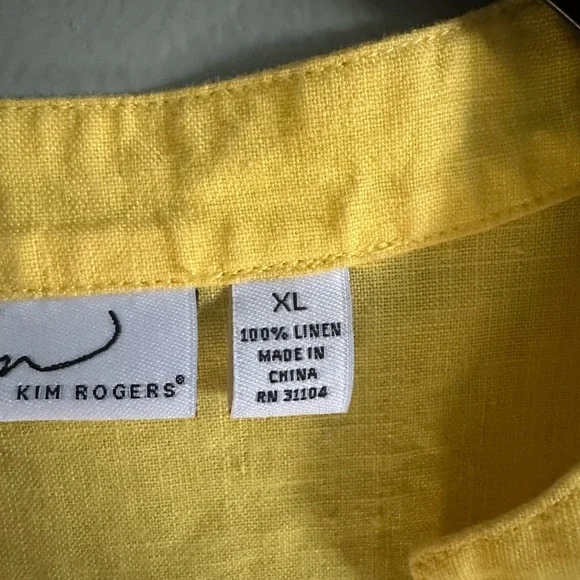 KIM ROGERS®
XL
100% LINEN
MADE IN
CHINA
RN 31104